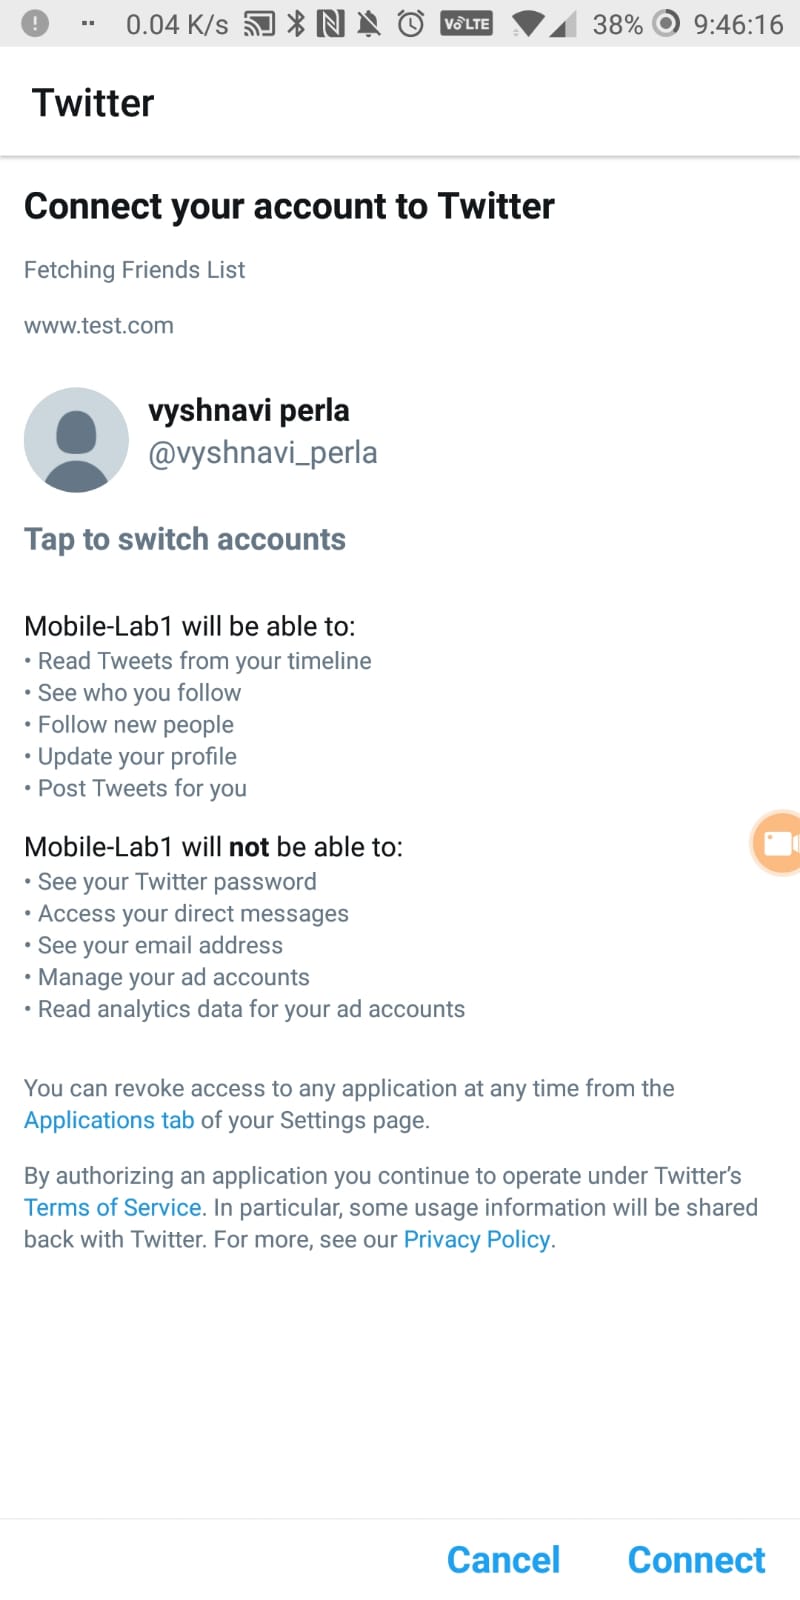 0.04 K/s VoLTE 38% 9:46:16
Twitter
Connect your account to Twitter
Fetching Friends List
www.test.com
vyshnavi perla
@vyshnavi_perla
Tap to switch accounts
Mobile-Lab1 will be able to:
• Read Tweets from your timeline
• See who you follow
• Follow new people
• Update your profile
• Post Tweets for you
Mobile-Lab1 will not be able to:
• See your Twitter password
• Access your direct messages
• See your email address
• Manage your ad accounts
• Read analytics data for your ad accounts
You can revoke access to any application at any time from the
Applications tab of your Settings page.
By authorizing an application you continue to operate under Twitter’s
Terms of Service. In particular, some usage information will be shared
back with Twitter. For more, see our Privacy Policy.
Cancel Connect